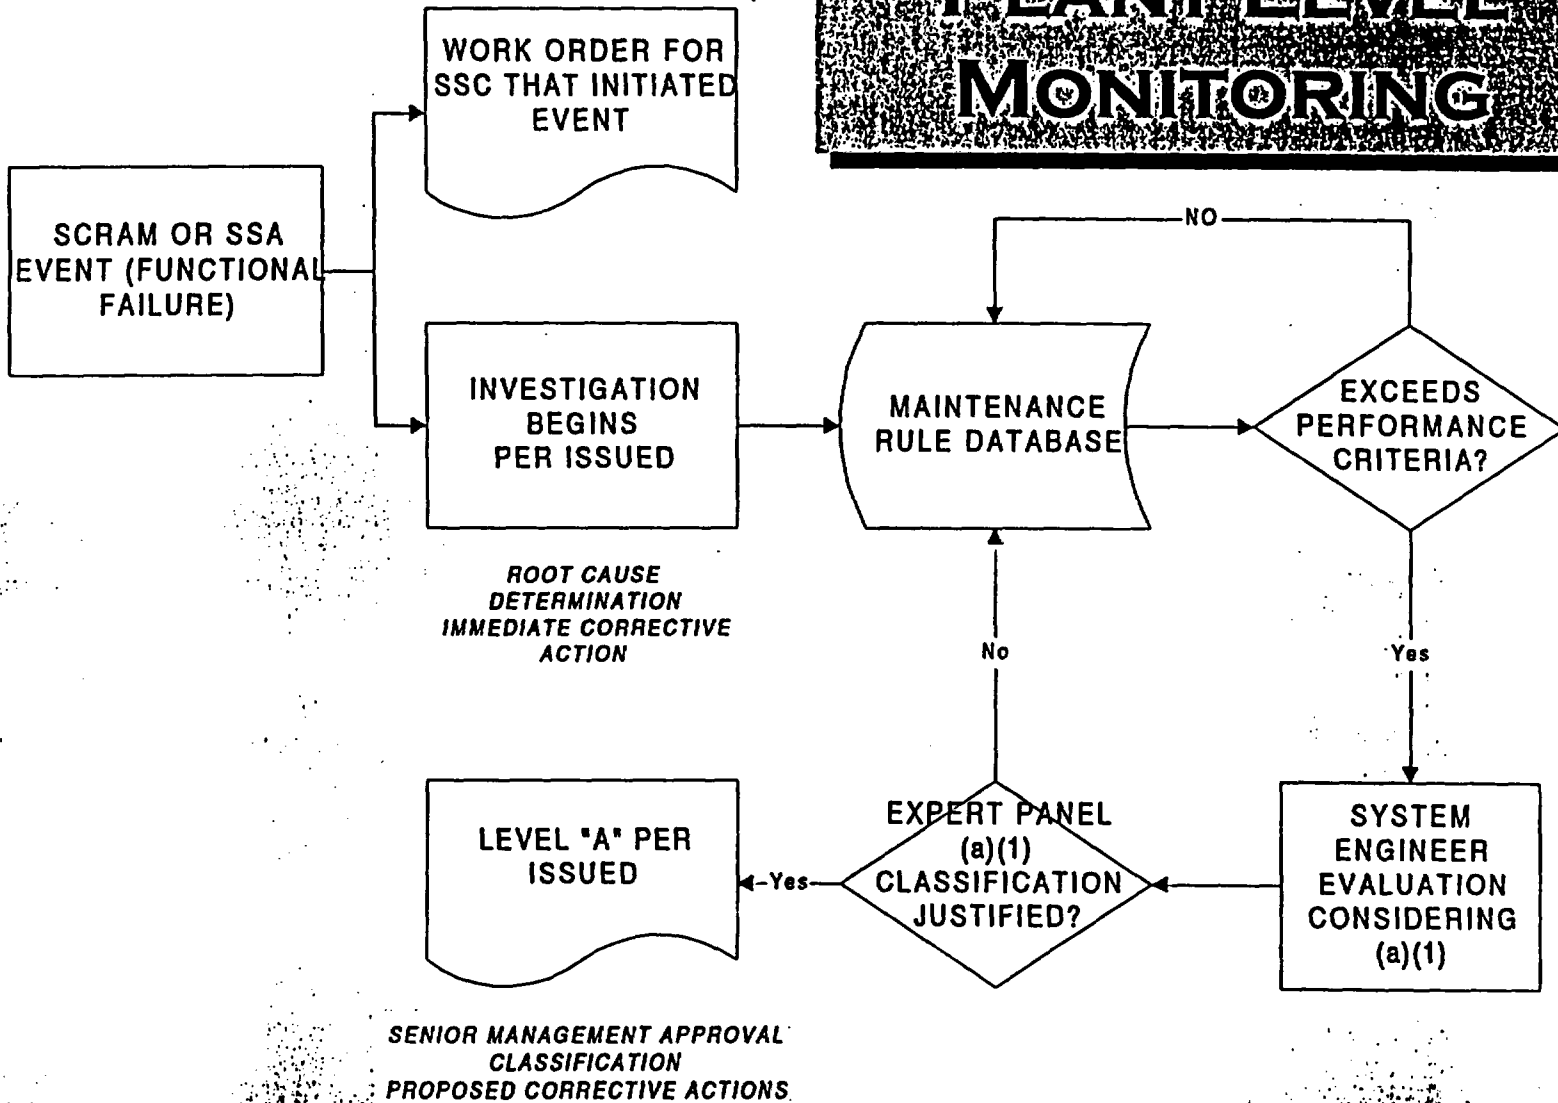 PLANT LEVEL
MONITORING
WORK ORDER FOR
SSC THAT INITIATED
EVENT
SCRAM OR SSA
EVENT (FUNCTIONAL
FAILURE)
NO
INVESTIGATION
BEGINS
PER ISSUED
MAINTENANCE
RULE DATABASE
EXCEEDS
PERFORMANCE
CRITERIA?
ROOT CAUSE
DETERMINATION
IMMEDIATE CORRECTIVE
ACTION
No
Yes
LEVEL "A" PER
ISSUED
Yes
EXPERT PANEL
(a)(1)
CLASSIFICATION
JUSTIFIED?
SYSTEM
ENGINEER
EVALUATION
CONSIDERING
(a)(1)
SENIOR MANAGEMENT APPROVAL
CLASSIFICATION
PROPOSED CORRECTIVE ACTIONS